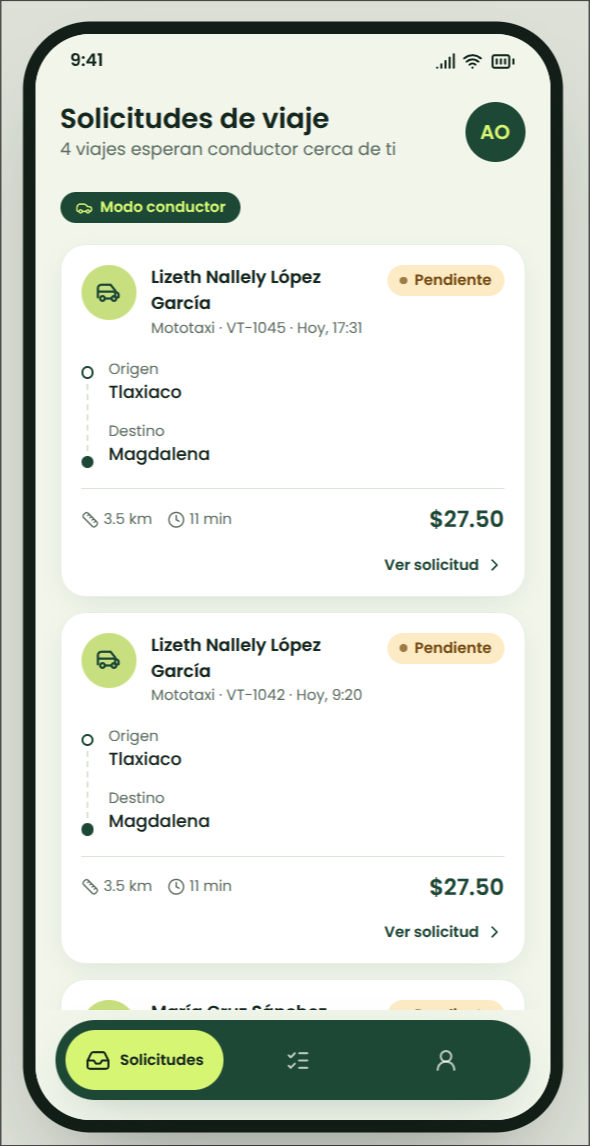 9:41
Solicitudes de viaje
4 viajes esperan conductor cerca de ti
AO
Modo conductor
Lizeth Nallely López
García
Pendiente
Mototaxi · VT-1045 · Hoy, 17:31
Origen
Tlaxiaco
Destino
Magdalena
3.5 km 11 min $27.50
Ver solicitud
Lizeth Nallely López
García
Pendiente
Mototaxi · VT-1042 · Hoy, 9:20
Origen
Tlaxiaco
Destino
Magdalena
3.5 km 11 min $27.50
Ver solicitud
María Cruz Sánchez
Solicitudes